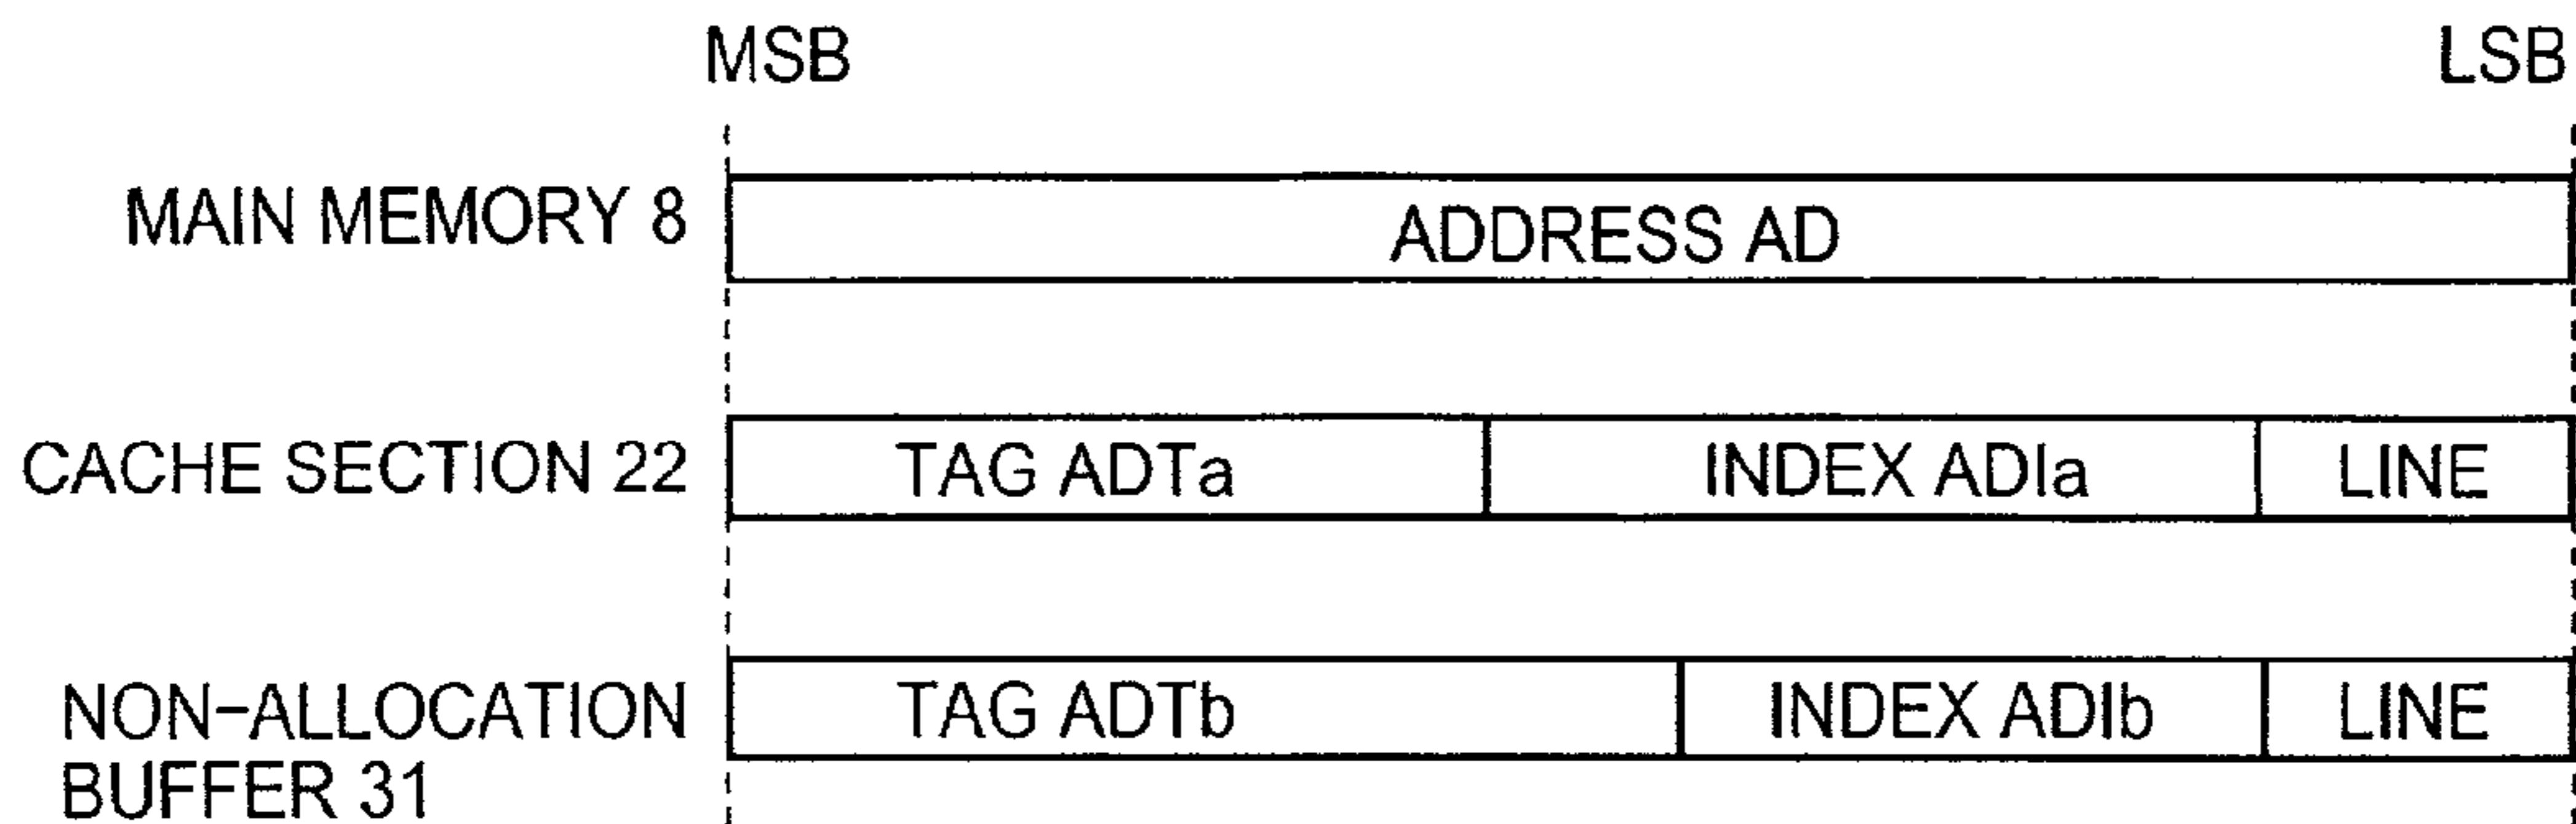 MSB LSB
MAIN MEMORY 8 ADDRESS AD
CACHE SECTION 22 TAG ADTa INDEX ADIa LINE
NON-ALLOCATION BUFFER 31 TAG ADTb INDEX ADIb LINE